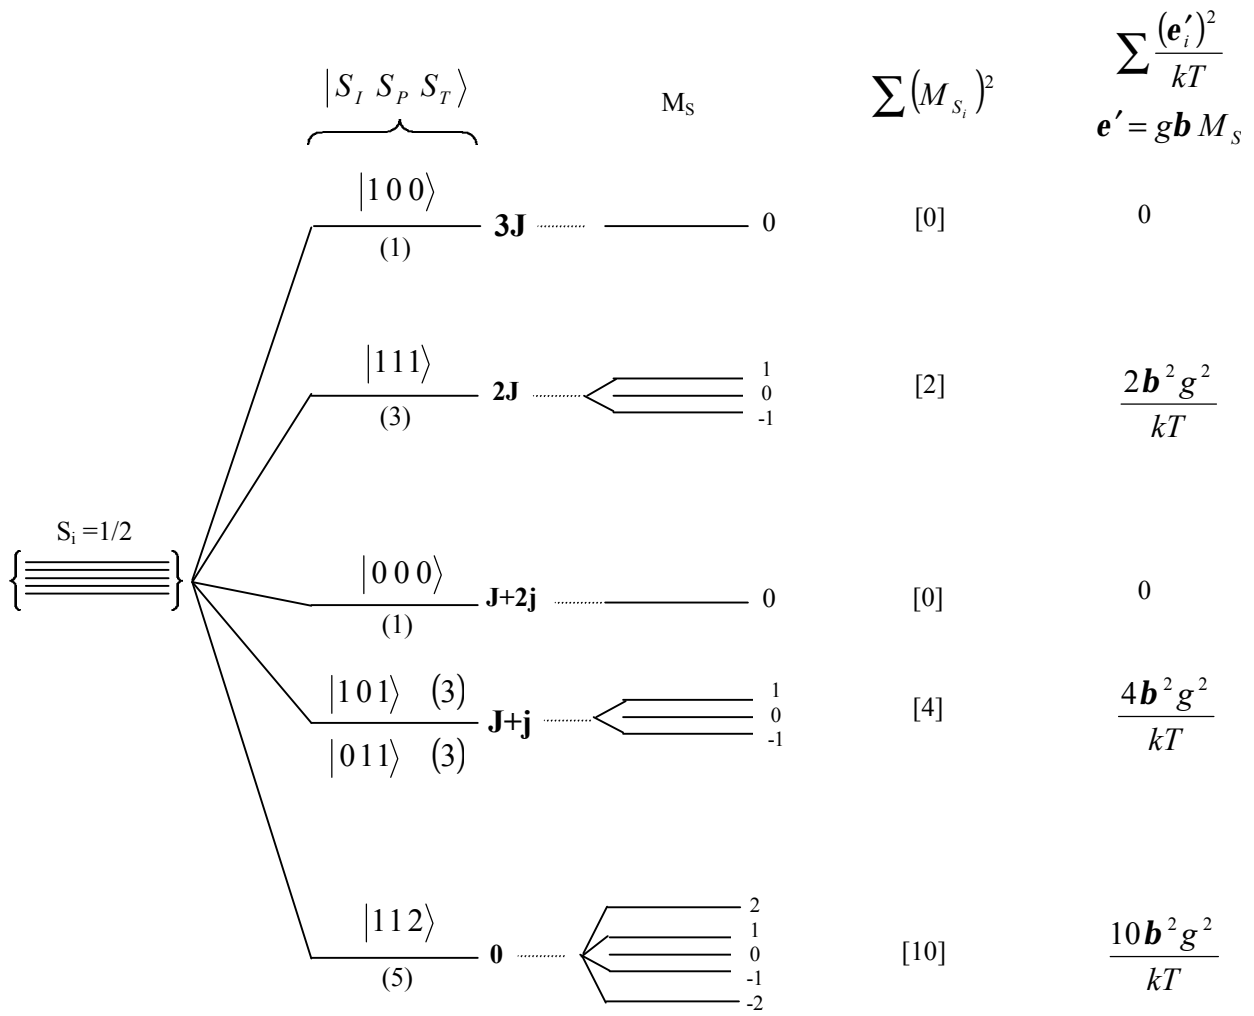 |S_I S_P S_T⟩ M_S ∑(M_{S_i})² ∑ (e′_i)²/kT
e′ = gb M_S
|1 0 0⟩
(1) 3J 0 [0] 0
|111⟩
(3) 2J 1 0 -1 [2] 2b²g²/kT
S_i =1/2
|0 0 0⟩
(1) J+2j 0 [0] 0
|1 0 1⟩ (3)
J+j 1 0 -1 [4] 4b²g²/kT
|0 1 1⟩ (3)
|1 1 2⟩
(5) 0 2 1 0 -1 -2 [10] 10b²g²/kT